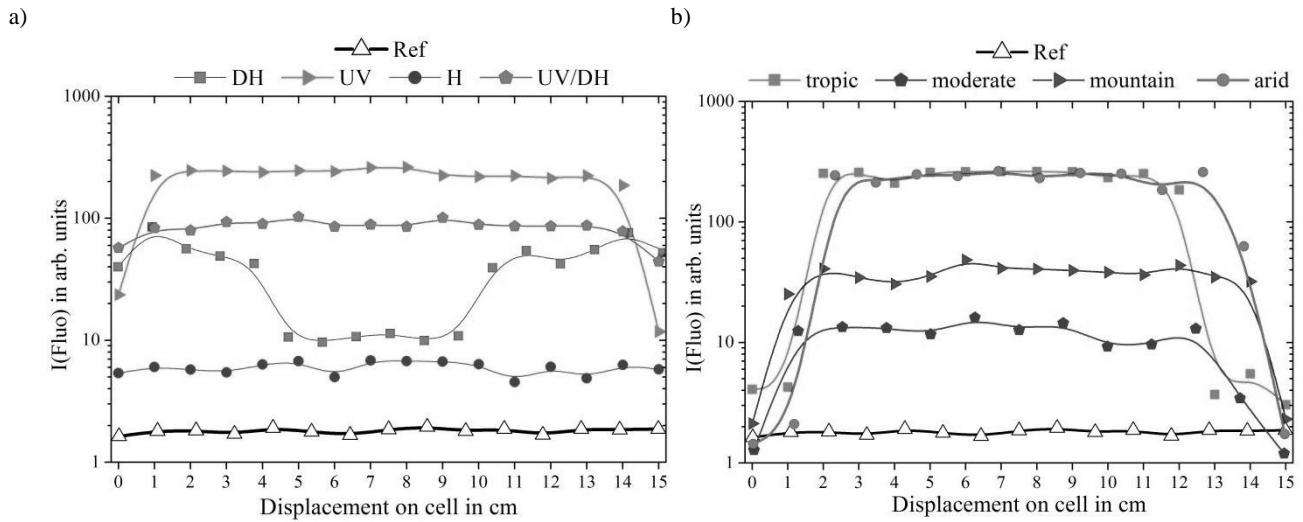 a)
Ref
DH UV H UV/DH
1000
100
10
1
I(Fluo) in arb. units
0 1 2 3 4 5 6 7 8 9 10 11 12 13 14 15
Displacement on cell in cm
b)
Ref
tropic moderate mountain arid
1000
100
10
1
I(Fluo) in arb. units
0 1 2 3 4 5 6 7 8 9 10 11 12 13 14 15
Displacement on cell in cm